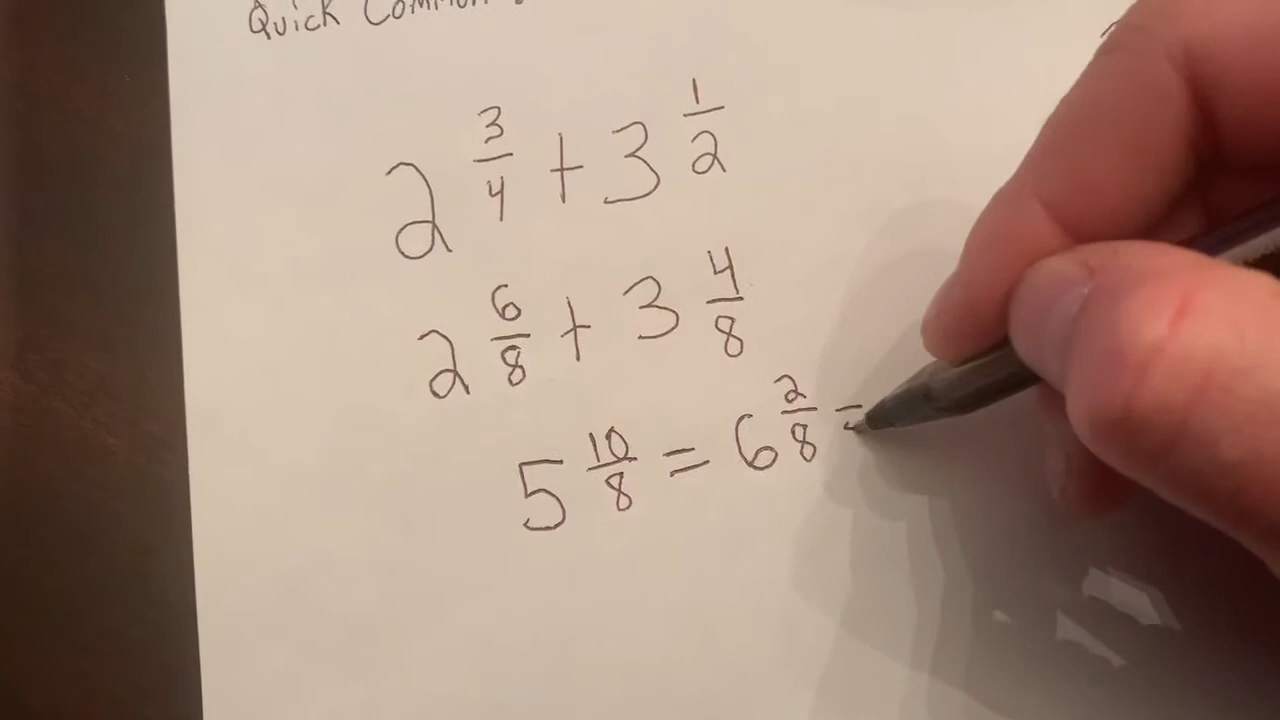 Quick Common
2 3/4 + 3 1/2
2 6/8 + 3 4/8
5 10/8 = 6 2/8 =